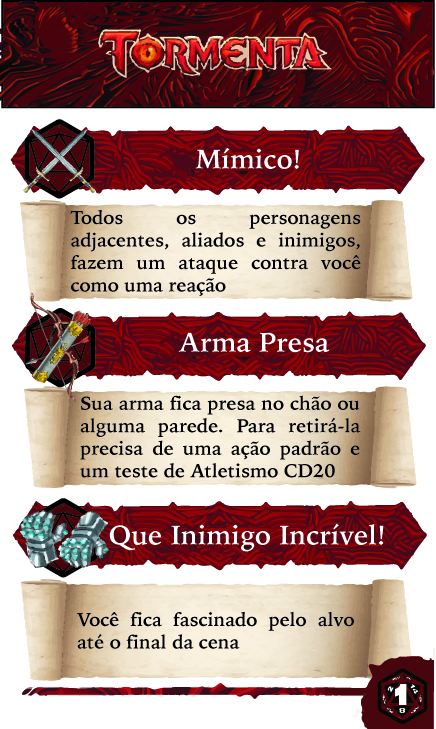 TORMENTA
Mímico!
Todos os personagens
adjacentes, aliados e inimigos,
fazem um ataque contra você
como uma reação
Arma Presa
Sua arma fica presa no chão ou
alguma parede. Para retirá-la
precisa de uma ação padrão e
um teste de Atletismo CD20
Que Inimigo Incrível!
Você fica fascinado pelo alvo
até o final da cena
1